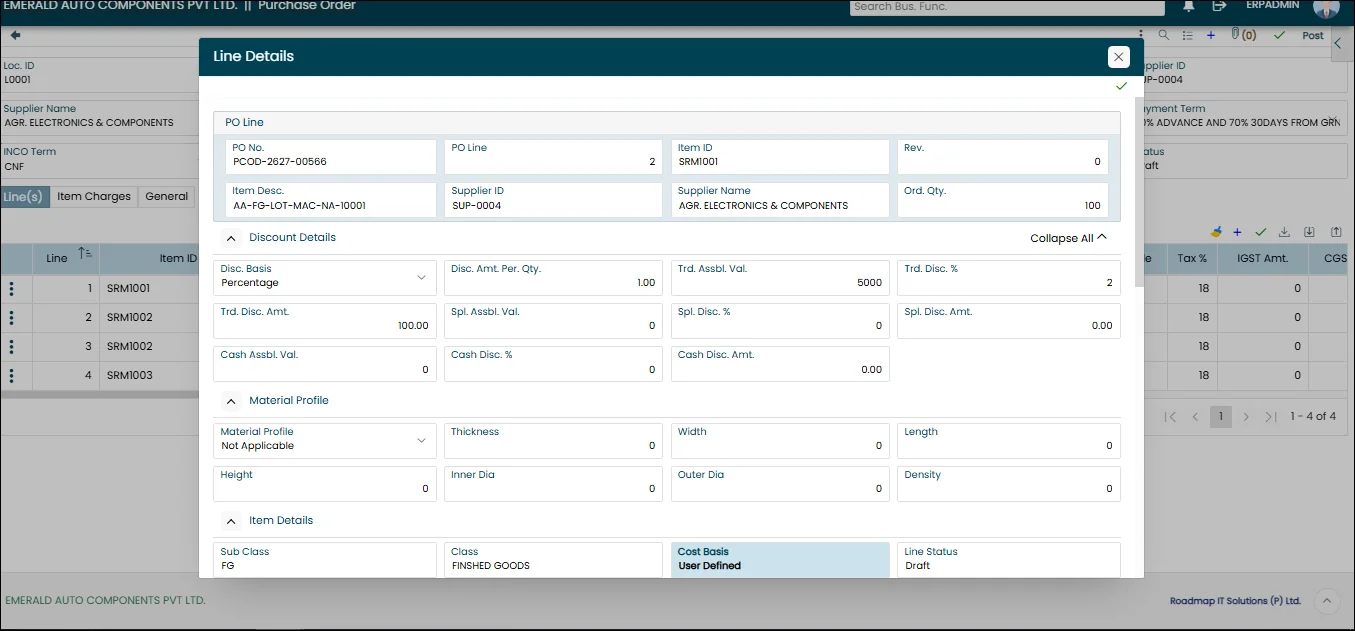 EMERALD AUTO COMPONENTS PVT LTD. || Purchase Order
Search Bus. Func.
ERPADMIN
(0)
Post
Line Details
Loc. ID
L0001
Supplier Name
AGR. ELECTRONICS & COMPONENTS
INCO Term
CNF
Line(s)
Item Charges
General
Line
Item ID
1 SRM1001
2 SRM1002
3 SRM1002
4 SRM1003
PO Line
PO No.
PCOD-2627-00566
PO Line
2
Item ID
SRM1001
Rev.
0
Item Desc.
AA-FG-LOT-MAC-NA-10001
Supplier ID
SUP-0004
Supplier Name
AGR. ELECTRONICS & COMPONENTS
Ord. Qty.
100
Discount Details
Collapse All
Disc. Basis
Percentage
Disc. Amt. Per. Qty.
1.00
Trd. Assbl. Val.
5000
Trd. Disc. %
2
Trd. Disc. Amt.
100.00
Spl. Assbl. Val.
0
Spl. Disc. %
0
Spl. Disc. Amt.
0.00
Cash Assbl. Val.
0
Cash Disc. %
0
Cash Disc. Amt.
0.00
Material Profile
Material Profile
Not Applicable
Thickness
0
Width
0
Length
0
Height
0
Inner Dia
0
Outer Dia
0
Density
0
Item Details
Sub Class
FG
Class
FINSHED GOODS
Cost Basis
User Defined
Line Status
Draft
pplier ID
UP-0004
yment Term
0% ADVANCE AND 70% 30DAYS FROM GRN
atus
aft
e
Tax %
IGST Amt.
CGS
18 0
18 0
18 0
18 0
1
1 - 4 of 4
EMERALD AUTO COMPONENTS PVT LTD.
Roadmap IT Solutions (P) Ltd.